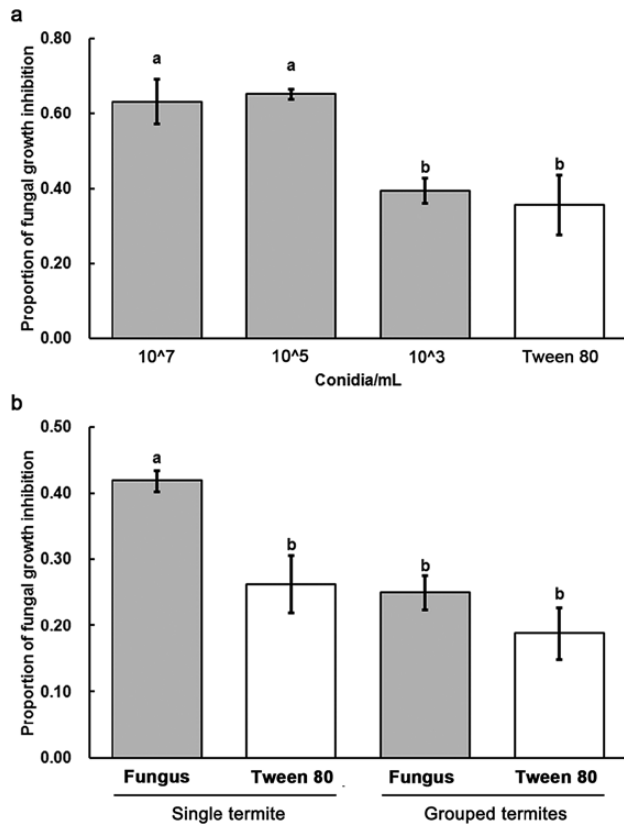 a
Proportion of fungal growth inhibition
0.80
0.60
0.40
0.20
0.00
a
a
b
b
10^7
10^5
10^3
Tween 80
Conidia/mL
b
Proportion of fungal growth inhibition
0.50
0.40
0.30
0.20
0.10
0.00
a
b
b
b
Fungus
Tween 80
Fungus
Tween 80
Single termite
Grouped termites